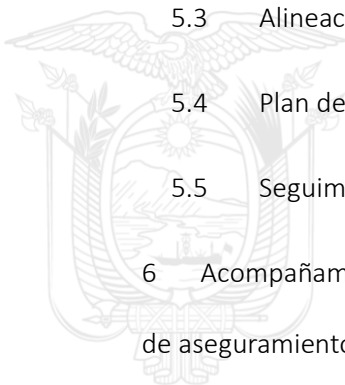 5.3 Alineac
5.4 Plan de
5.5 Seguim
6 Acompañam
de aseguramiento